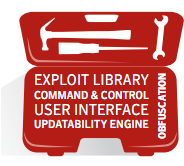 EXPLOIT LIBRARY
COMMAND & CONTROL
USER INTERFACE
UPDATABILITY ENGINE
OBFUSCATION